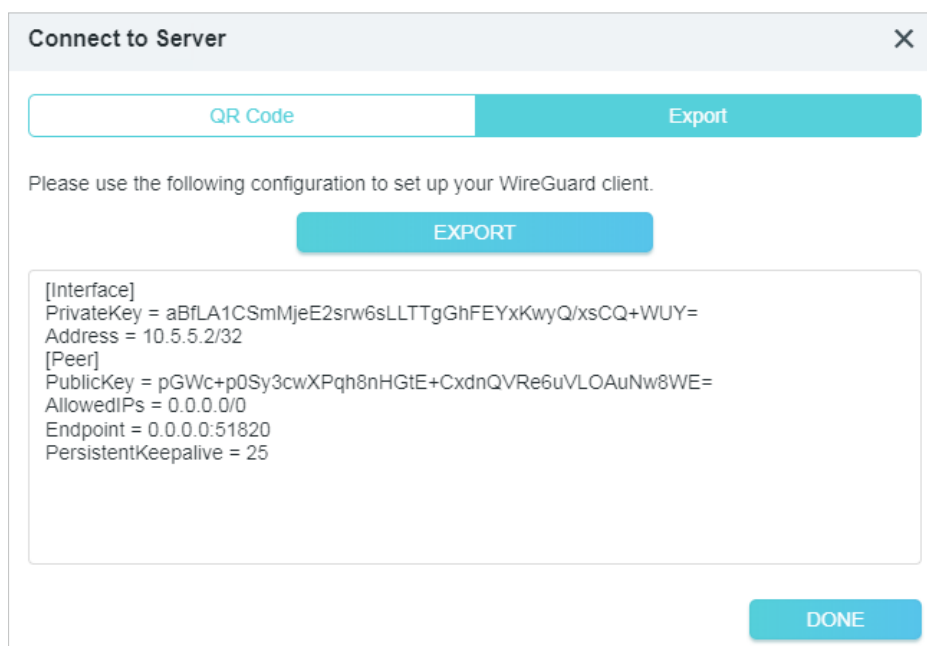 Connect to Server
QR Code
Export
Please use the following configuration to set up your WireGuard client.
EXPORT
[Interface]
PrivateKey = aBfLA1CSmMjeE2srw6sLLTTgGhFEYxKwyQ/xsCQ+WUY=
Address = 10.5.5.2/32
[Peer]
PublicKey = pGWc+p0Sy3cwXPqh8nHGtE+CxdnQVRe6uVLOAuNw8WE=
AllowedIPs = 0.0.0.0/0
Endpoint = 0.0.0.0:51820
PersistentKeepalive = 25
DONE